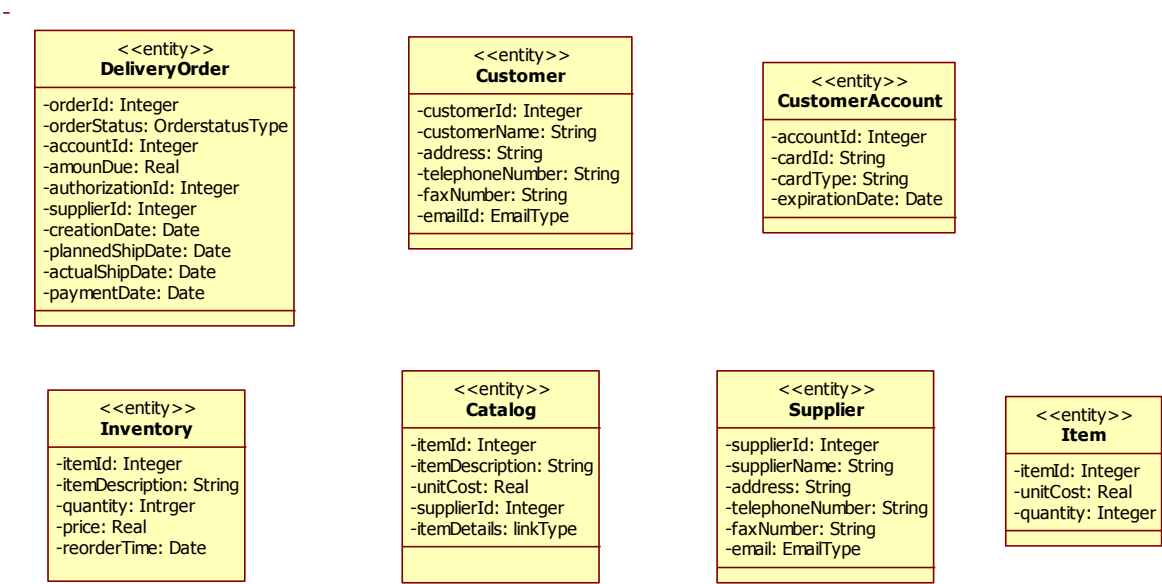 <<entity>>
DeliveryOrder
-orderId: Integer
-orderStatus: OrderstatusType
-accountId: Integer
-amounDue: Real
-authorizationId: Integer
-supplierId: Integer
-creationDate: Date
-plannedShipDate: Date
-actualShipDate: Date
-paymentDate: Date
<<entity>>
Customer
-customerId: Integer
-customerName: String
-address: String
-telephoneNumber: String
-faxNumber: String
-emailId: EmailType
<<entity>>
CustomerAccount
-accountId: Integer
-cardId: String
-cardType: String
-expirationDate: Date
<<entity>>
Inventory
-itemId: Integer
-itemDescription: String
-quantity: Intrger
-price: Real
-reorderTime: Date
<<entity>>
Catalog
-itemId: Integer
-itemDescription: String
-unitCost: Real
-supplierId: Integer
-itemDetails: linkType
<<entity>>
Supplier
-supplierId: Integer
-supplierName: String
-address: String
-telephoneNumber: String
-faxNumber: String
-email: EmailType
<<entity>>
Item
-itemId: Integer
-unitCost: Real
-quantity: Integer